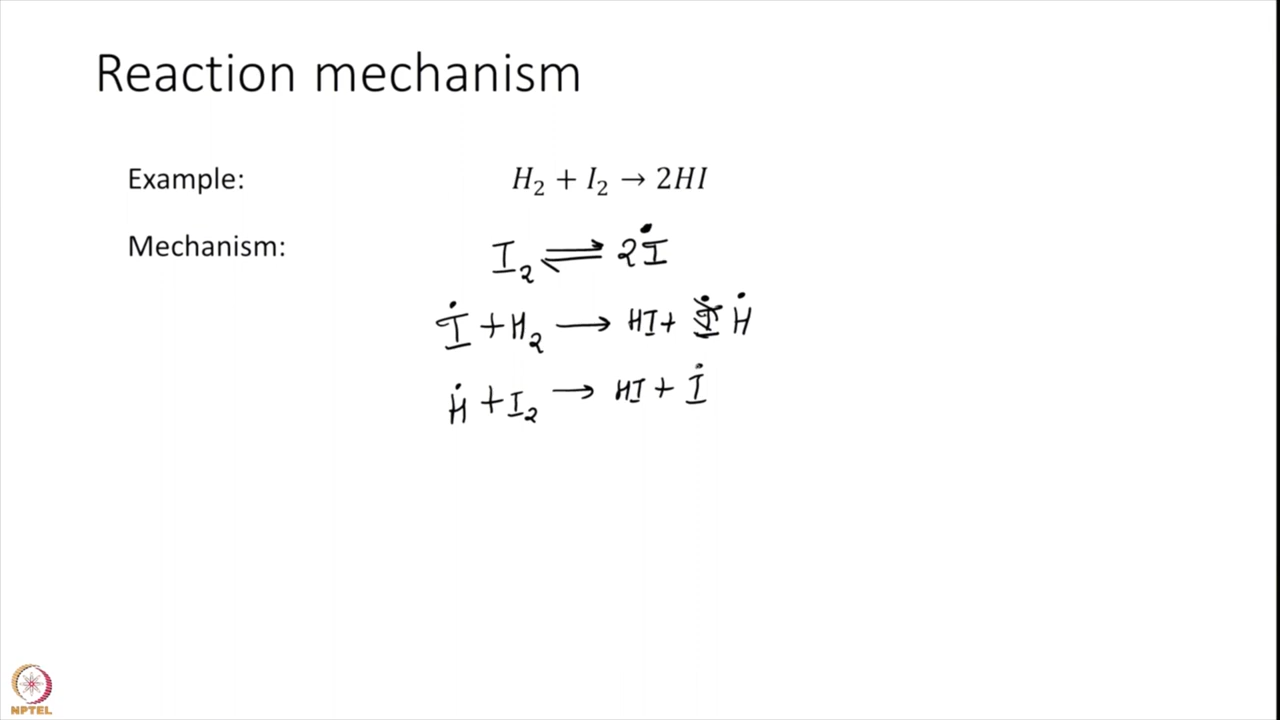 Reaction mechanism
Example: H₂ + I₂ → 2HI
Mechanism: I₂ ⇌ 2İ
İ + H₂ → HI + Ḣ
Ḣ + I₂ → HI + İ
NPTEL